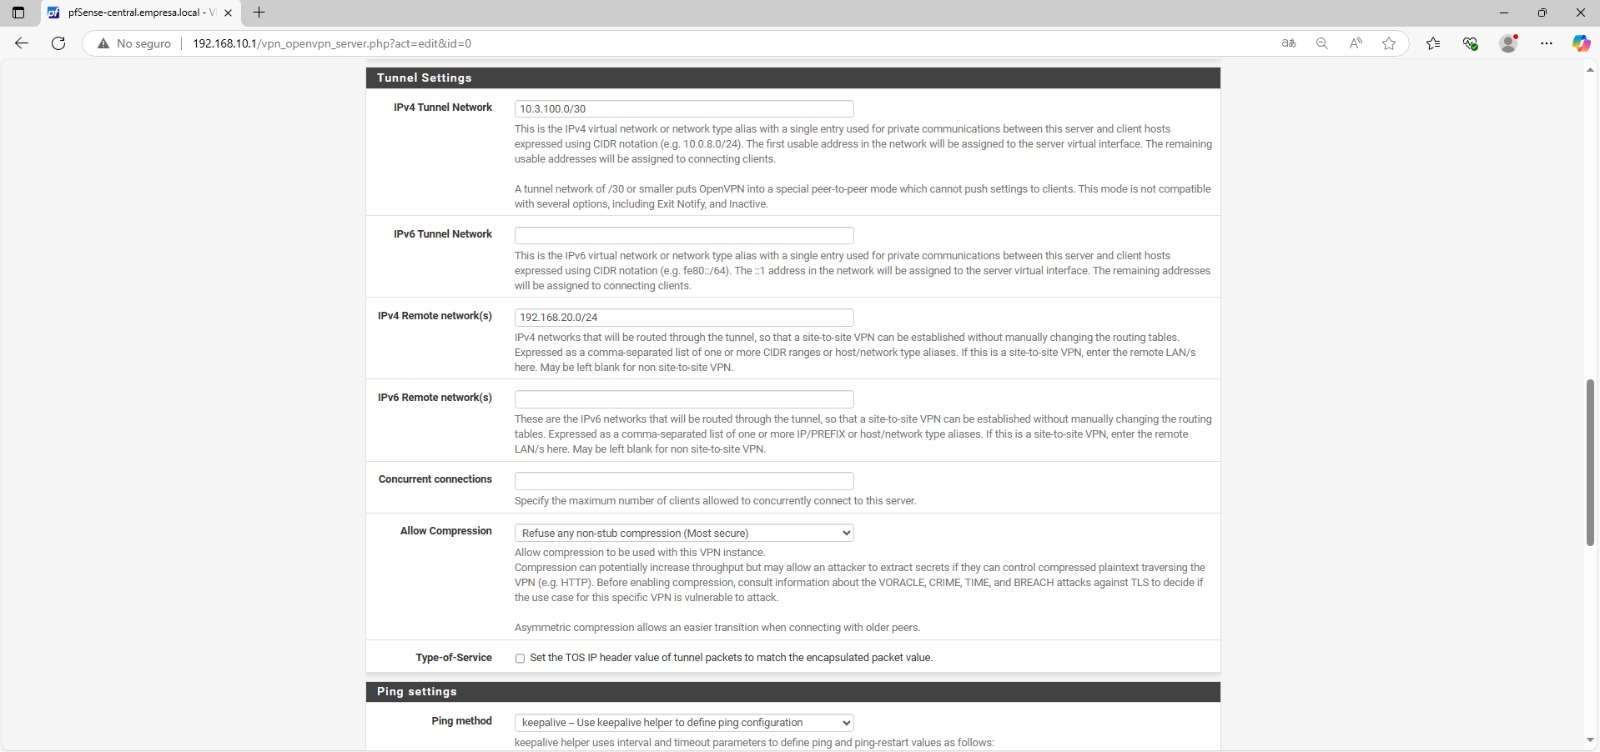 pfSense-central.empresa.local - V
No seguro
192.168.10.1/vpn_openvpn_server.php?act=edit&id=0
Tunnel Settings
IPv4 Tunnel Network
10.3.100.0/30
This is the IPv4 virtual network or network type alias with a single entry used for private communications between this server and client hosts
expressed using CIDR notation (e.g. 10.0.8.0/24). The first usable address in the network will be assigned to the server virtual interface. The remaining
usable addresses will be assigned to connecting clients.
A tunnel network of /30 or smaller puts OpenVPN into a special peer-to-peer mode which cannot push settings to clients. This mode is not compatible
with several options, including Exit Notify, and Inactive.
IPv6 Tunnel Network
This is the IPv6 virtual network or network type alias with a single entry used for private communications between this server and client hosts
expressed using CIDR notation (e.g. fe80::/64). The ::1 address in the network will be assigned to the server virtual interface. The remaining addresses
will be assigned to connecting clients.
IPv4 Remote network(s)
192.168.20.0/24
IPv4 networks that will be routed through the tunnel, so that a site-to-site VPN can be established without manually changing the routing tables.
Expressed as a comma-separated list of one or more CIDR ranges or host/network type aliases. If this is a site-to-site VPN, enter the remote LAN/s
here. May be left blank for non site-to-site VPN.
IPv6 Remote network(s)
These are the IPv6 networks that will be routed through the tunnel, so that a site-to-site VPN can be established without manually changing the routing
tables. Expressed as a comma-separated list of one or more IP/PREFIX or host/network type aliases. If this is a site-to-site VPN, enter the remote
LAN/s here. May be left blank for non site-to-site VPN.
Concurrent connections
Specify the maximum number of clients allowed to concurrently connect to this server.
Allow Compression
Refuse any non-stub compression (Most secure)
Allow compression to be used with this VPN instance.
Compression can potentially increase throughput but may allow an attacker to extract secrets if they can control compressed plaintext traversing the
VPN (e.g. HTTP). Before enabling compression, consult information about the VORACLE, CRIME, TIME, and BREACH attacks against TLS to decide if
the use case for this specific VPN is vulnerable to attack.
Asymmetric compression allows an easier transition when connecting with older peers.
Type-of-Service
Set the TOS IP header value of tunnel packets to match the encapsulated packet value.
Ping settings
Ping method
keepalive -- Use keepalive helper to define ping configuration
keepalive helper uses interval and timeout parameters to define ping and ping-restart values as follows: